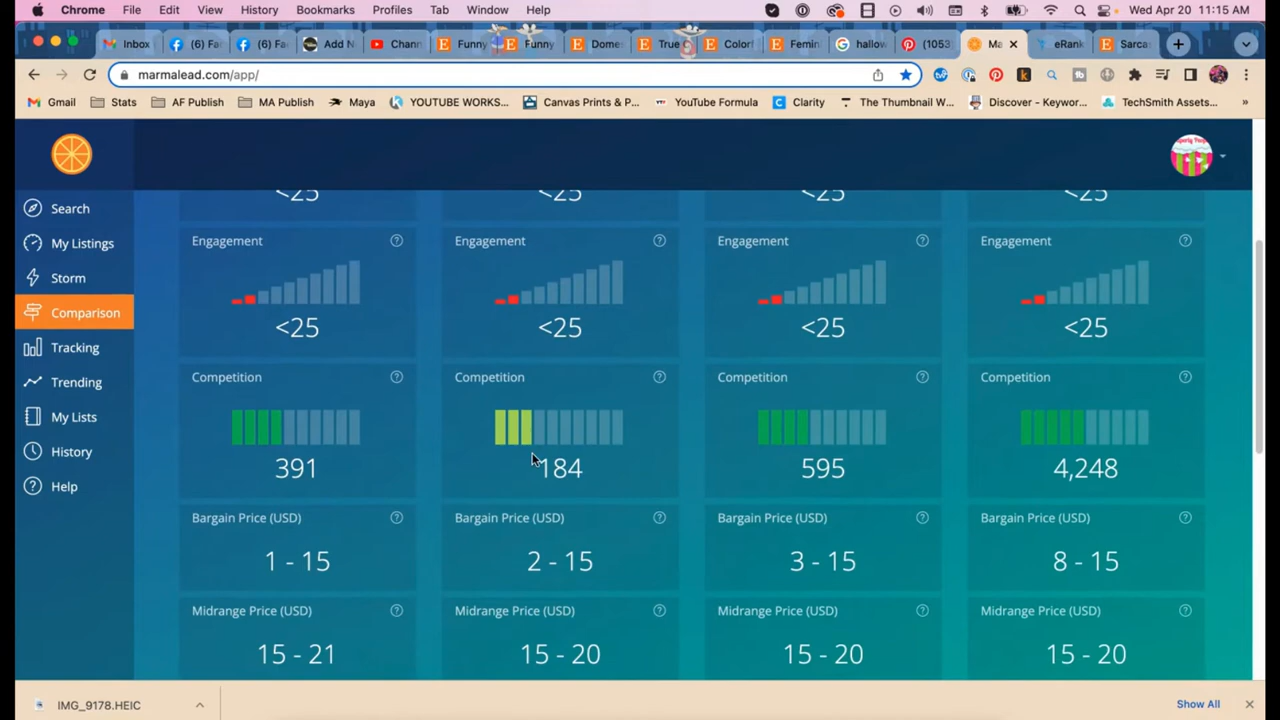 Chrome File Edit View History Bookmarks Profiles Tab Window Help Wed Apr 20 11:15 AM
Inbox (6) Fa (6) Fa Add N Chann Funny Funny Dome: True Color Femin hallow (1053 Ma eRank Sarca:
marmalead.com/app/
Gmail Stats AF Publish MA Publish Maya YOUTUBE WORKS... Canvas Prints & P... YouTube Formula Clarity The Thumbnail W... Discover - Keywor... TechSmith Assets... »
<25 <25 <25 <25
Search
My Listings
Storm
Comparison
Tracking
Trending
My Lists
History
Help
Engagement Engagement Engagement Engagement
<25 <25 <25 <25
Competition Competition Competition Competition
391 184 595 4,248
Bargain Price (USD) Bargain Price (USD) Bargain Price (USD) Bargain Price (USD)
1 - 15 2 - 15 3 - 15 8 - 15
Midrange Price (USD) Midrange Price (USD) Midrange Price (USD) Midrange Price (USD)
15 - 21 15 - 20 15 - 20 15 - 20
IMG_9178.HEIC Show All